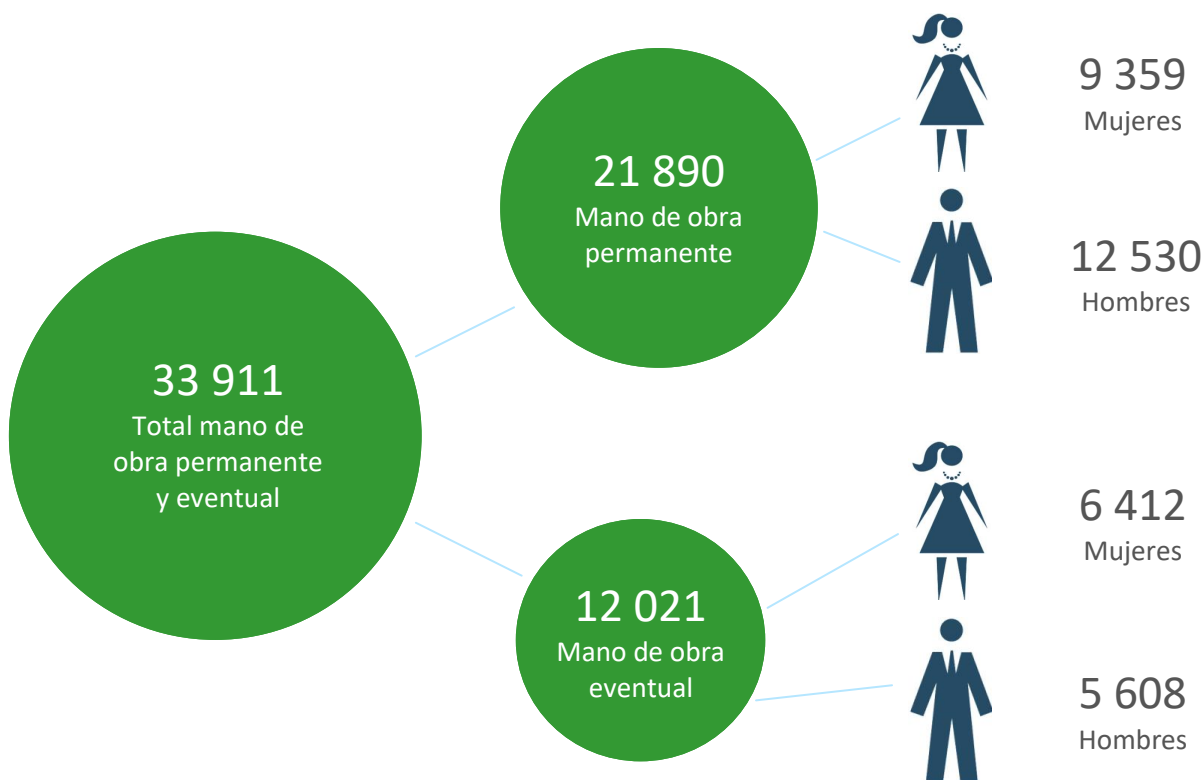 33 911
Total mano de
obra permanente
y eventual
21 890
Mano de obra
permanente
9 359
Mujeres
12 530
Hombres
12 021
Mano de obra
eventual
6 412
Mujeres
5 608
Hombres